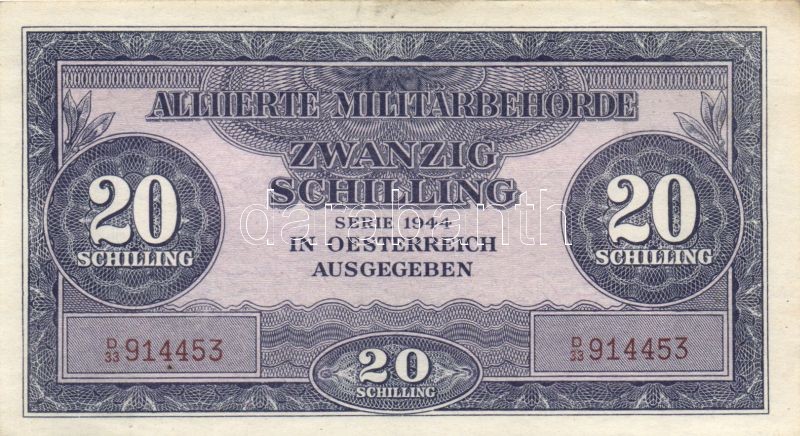 ALLIIERTE MILITÄRBEHÖRDE
ZWANZIG
SCHILLING
SERIE 1944
IN OESTERREICH
AUSGEGEBEN
20
SCHILLING
20
SCHILLING
D/33 914453
D/33 914453
20
SCHILLING
darabanth